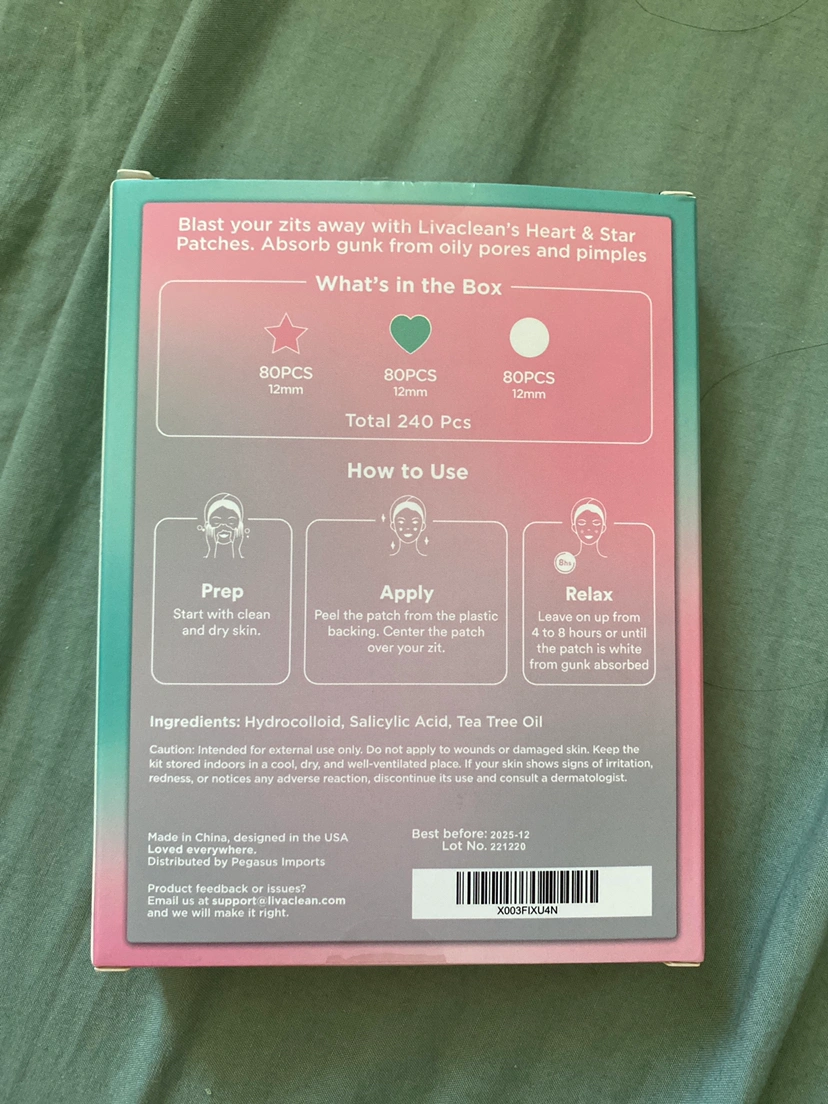 Blast your zits away with Livaclean's Heart & Star
Patches. Absorb gunk from oily pores and pimples
What's in the Box
80PCS
12mm
80PCS
12mm
80PCS
12mm
Total 240 Pcs
How to Use
Prep
Start with clean
and dry skin.
Apply
Peel the patch from the plastic
backing. Center the patch
over your zit.
Bha
Relax
Leave on up from
4 to 8 hours or until
the patch is white
from gunk absorbed
Ingredients: Hydrocolloid, Salicylic Acid, Tea Tree Oil
Caution: Intended for external use only. Do not apply to wounds or damaged skin. Keep the
kit stored indoors in a cool, dry, and well-ventilated place. If your skin shows signs of irritation,
redness, or notices any adverse reaction, discontinue its use and consult a dermatologist.
Made in China, designed in the USA
Loved everywhere.
Distributed by Pegasus Imports
Product feedback or issues?
Email us at support@livaclean.com
and we will make it right.
Best before: 2025-12
Lot No. 221220
X003FIXU4N